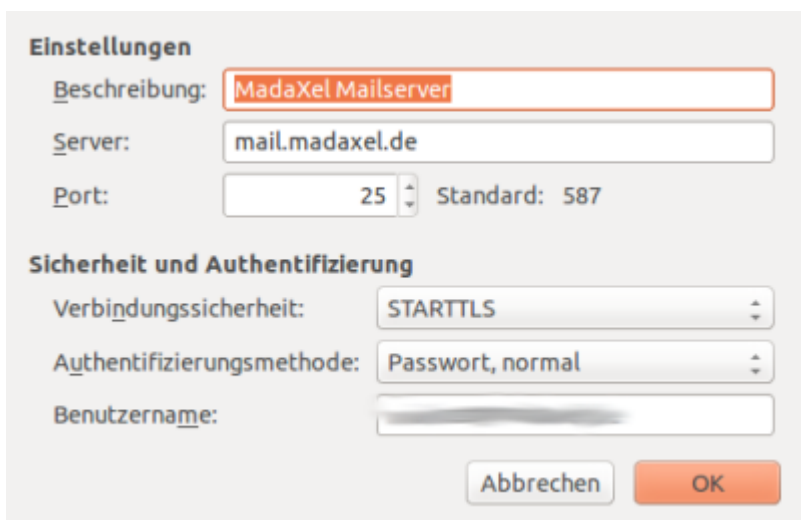 Einstellungen
Beschreibung: MadaXel Mailserver
Server: mail.madaxel.de
Port: 25 Standard: 587
Sicherheit und Authentifizierung
Verbindungssicherheit: STARTTLS
Authentifizierungsmethode: Passwort, normal
Benutzername:
Abbrechen OK